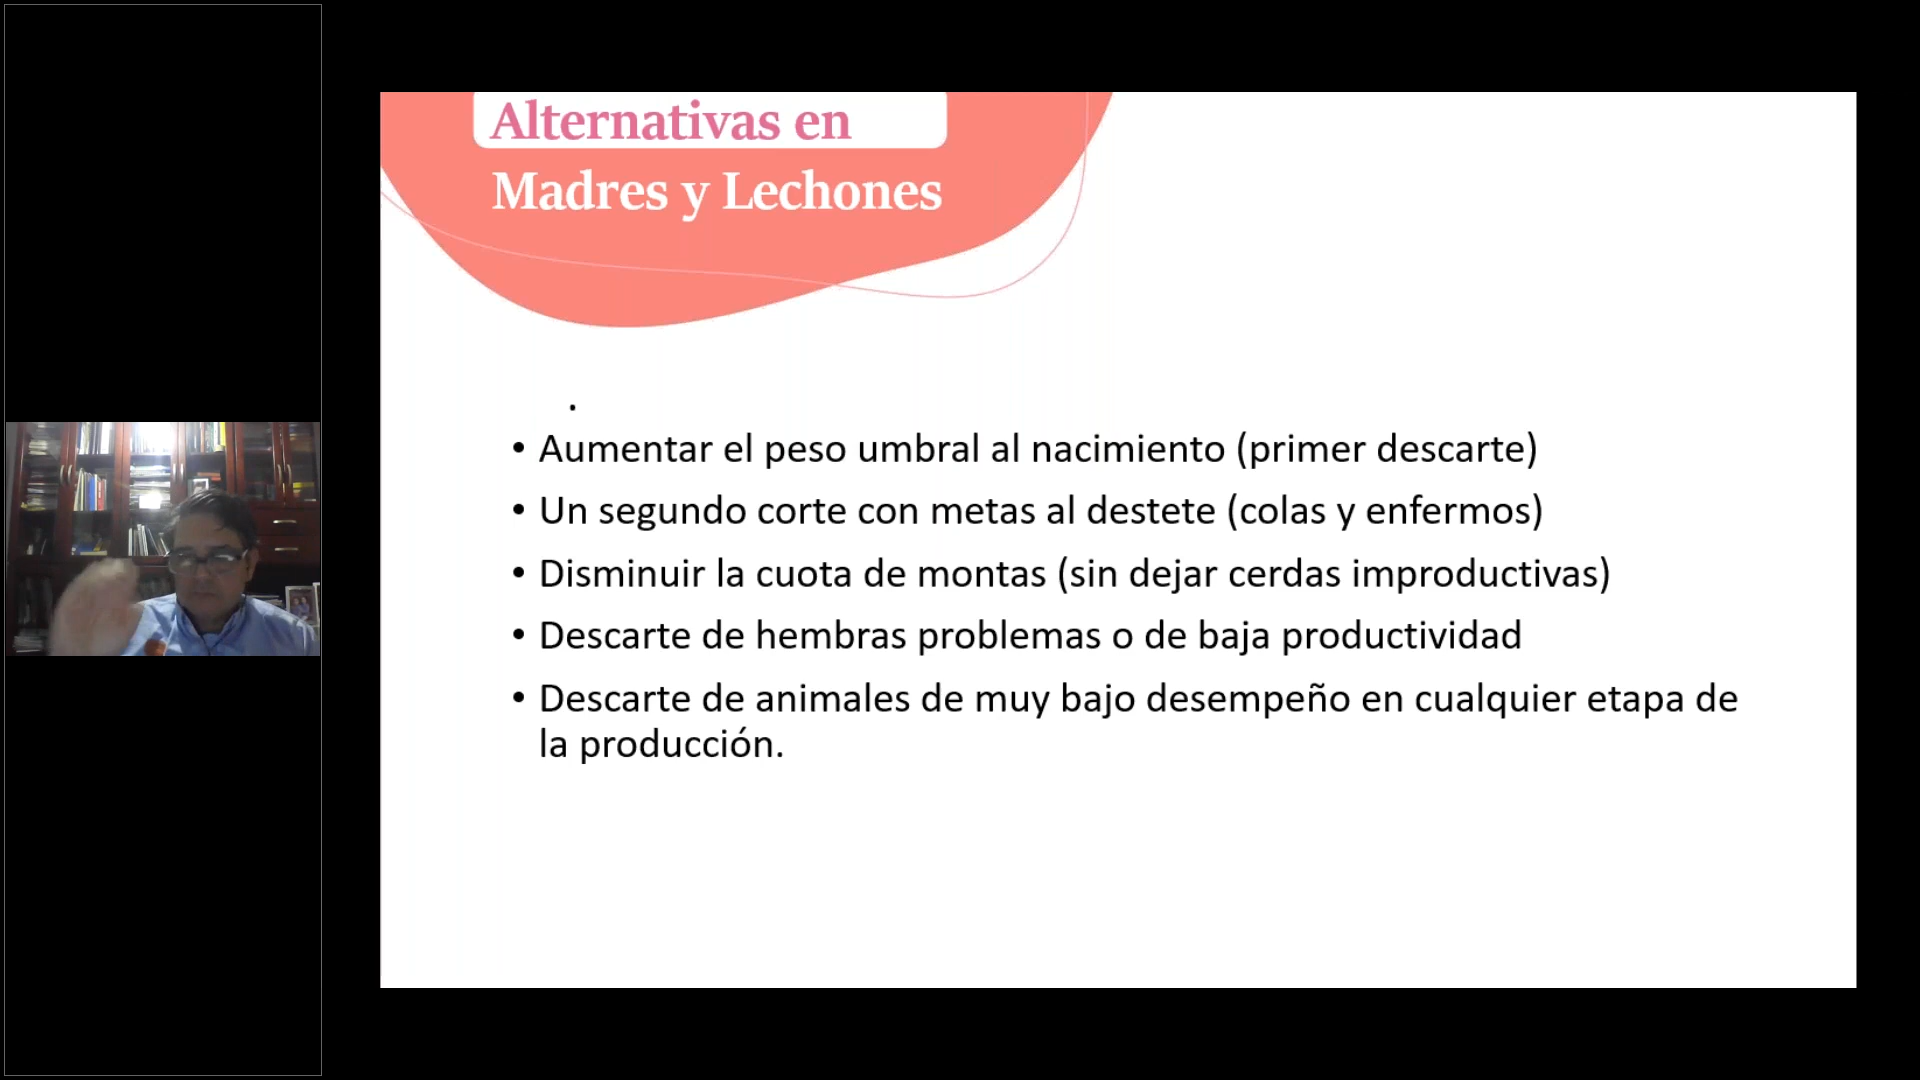 Alternativas en
Madres y Lechones
.
• Aumentar el peso umbral al nacimiento (primer descarte)
• Un segundo corte con metas al destete (colas y enfermos)
• Disminuir la cuota de montas (sin dejar cerdas improductivas)
• Descarte de hembras problemas o de baja productividad
• Descarte de animales de muy bajo desempeño en cualquier etapa de
la producción.